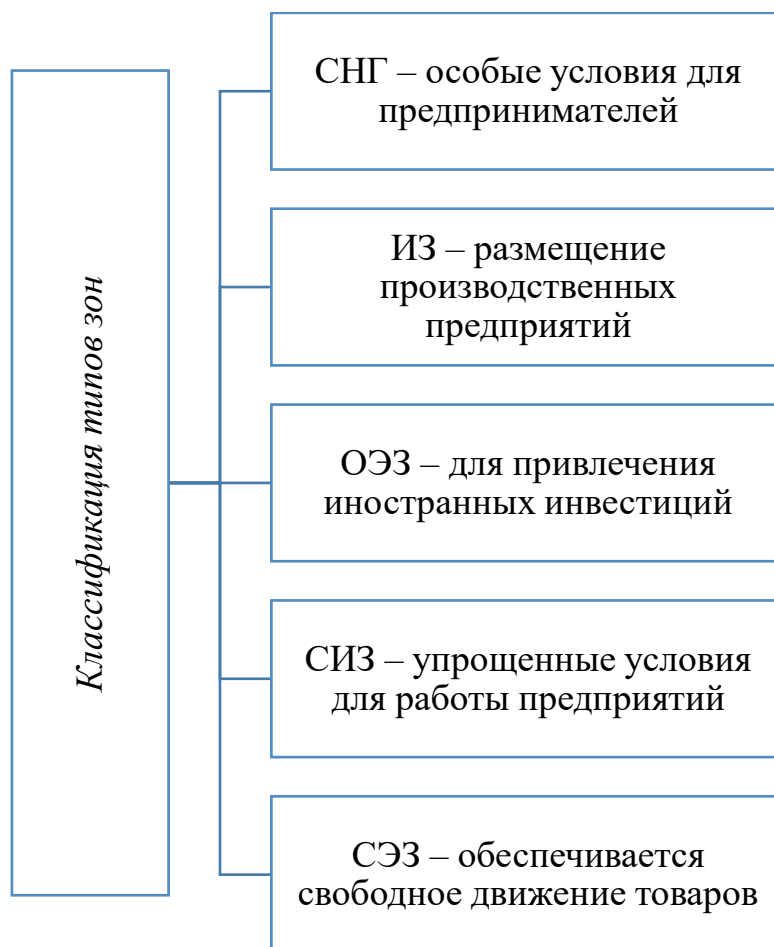 Классификация типов зон
СНГ – особые условия для
предпринимателей
ИЗ – размещение
производственных
предприятий
ОЭЗ – для привлечения
иностранных инвестиций
СИЗ – упрощенные условия
для работы предприятий
СЭЗ – обеспечивается
свободное движение товаров